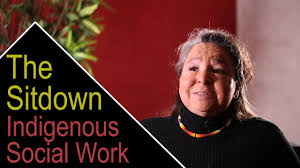 The
Sitdown
Indigenous
Social Work